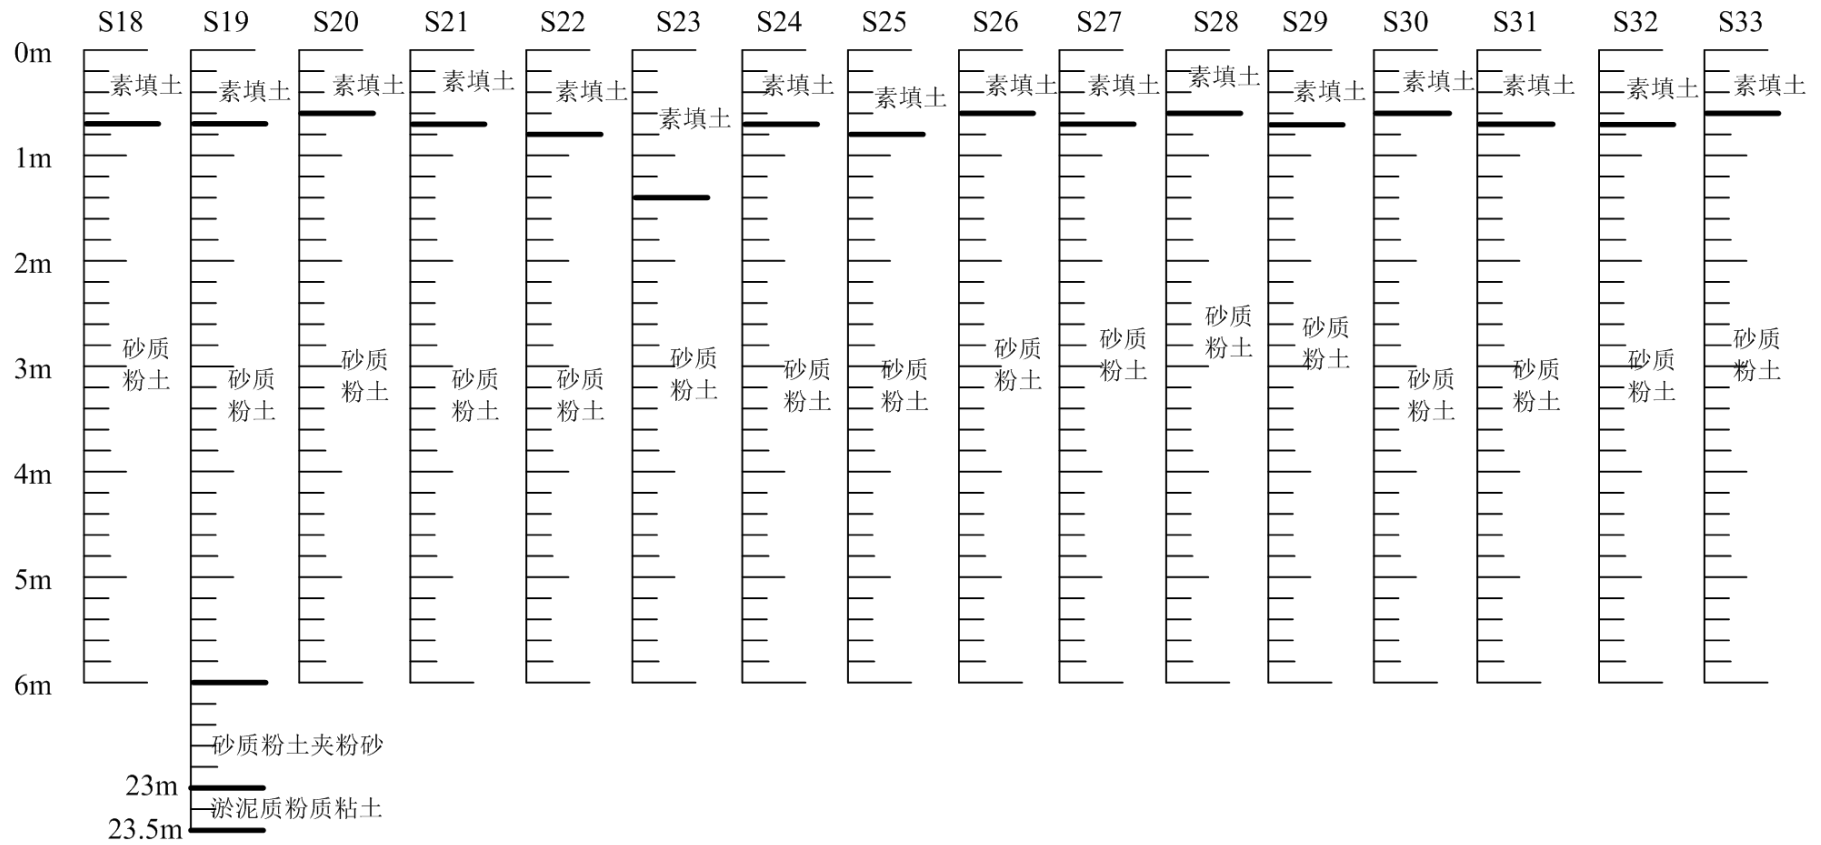 S18 S19 S20 S21 S22 S23 S24 S25 S26 S27 S28 S29 S30 S31 S32 S33
0m
素填土 素填土 素填土 素填土 素填土 素填土 素填土 素填土 素填土 素填土 素填土 素填土 素填土 素填土 素填土 素填土
1m
2m
3m
砂质
粉土
砂质
粉土
砂质
粉土
砂质
粉土
砂质
粉土
砂质
粉土
砂质
粉土
砂质
粉土
砂质
粉土
砂质
粉土
砂质
粉土
砂质
粉土
砂质
粉土
砂质
粉土
砂质
粉土
砂质
粉土
4m
5m
6m
砂质粉土夹粉砂
23m
淤泥质粉质粘土
23.5m